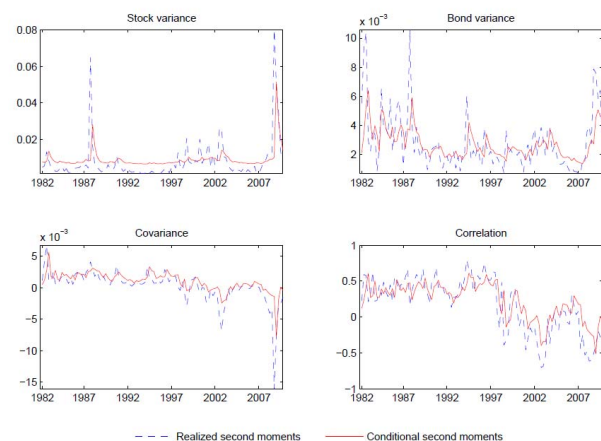 Stock variance
0.08
0.06
0.04
0.02
1982 1987 1992 1997 2002 2007
x 10⁻³ Bond variance
10
8
6
4
2
1982 1987 1992 1997 2002 2007
x 10⁻³ Covariance
5
0
−5
−10
−15
1982 1987 1992 1997 2002 2007
Correlation
1
0.5
0
−0.5
−1
1982 1987 1992 1997 2002 2007
Realized second moments Conditional second moments